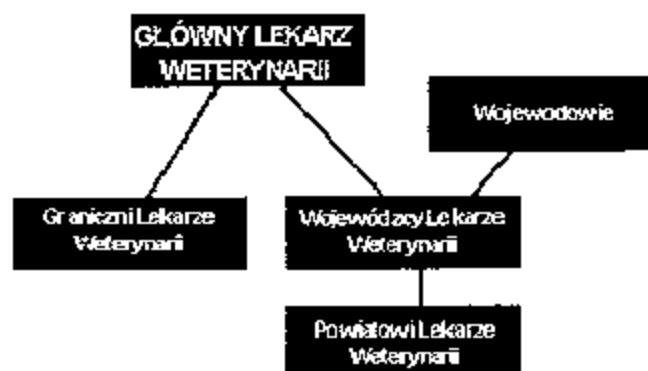 GŁÓWNY LEKARZ
WETERYNARII
Wojewodowie
Graniczni Lekarze
Weterynarii
Wojewódzcy Lekarze
Weterynarii
Powiatowi Lekarze
Weterynarii